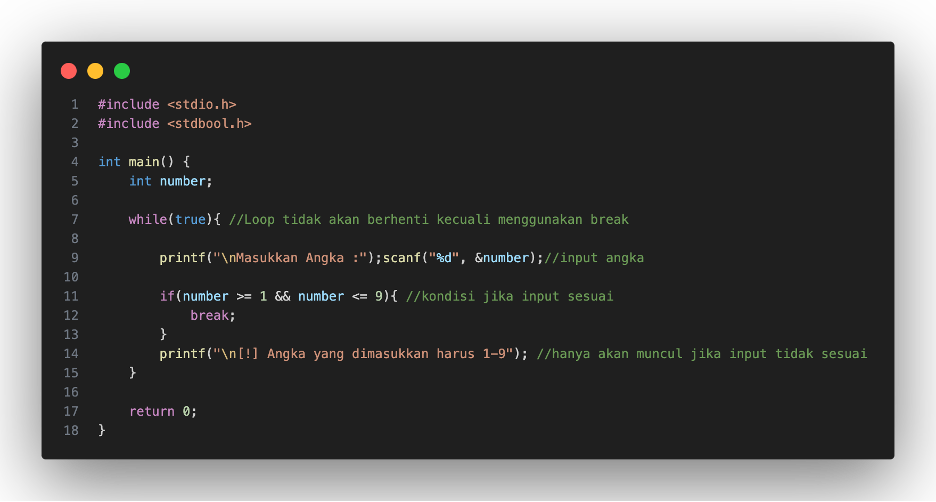 1 #include <stdio.h>
2 #include <stdbool.h>
3
4 int main() {
5     int number;
6
7     while(true){ //Loop tidak akan berhenti kecuali menggunakan break
8
9         printf("\nMasukkan Angka :");scanf("%d", &number);//input angka
10
11         if(number >= 1 && number <= 9){ //kondisi jika input sesuai
12             break;
13         }
14         printf("\n[!] Angka yang dimasukkan harus 1-9"); //hanya akan muncul jika input tidak sesuai
15     }
16
17     return 0;
18 }